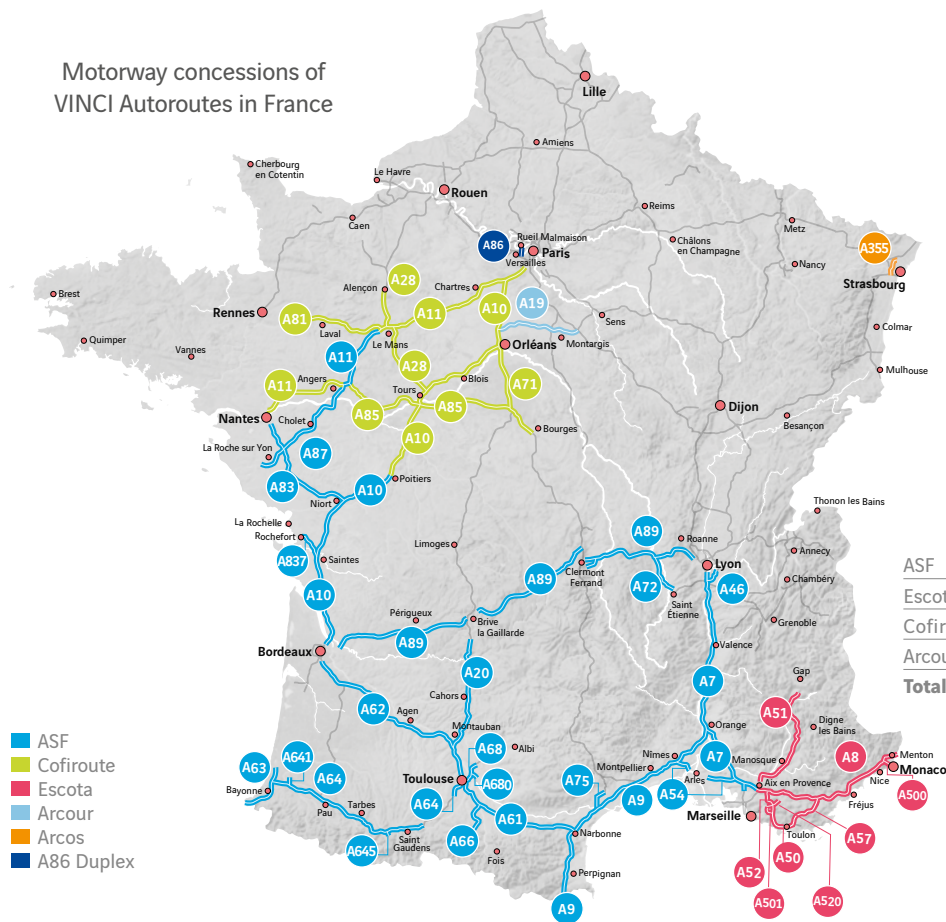 Motorway concessions of
VINCI Autoroutes in France
Lille
Amiens
Cherbourg
en Cotentin
Le Havre
Rouen
Reims
Caen
Metz
Châlons
en Champagne
A86
Rueil Malmaison
Paris
Versailles
A355
Nancy
Strasbourg
Alençon
A28
Chartres
Brest
Rennes
A81
A11
A10
A19
Sens
Laval
Le Mans
Orléans
Montargis
Colmar
Quimper
Vannes
A11
A28
Mulhouse
A11
Angers
Tours
Blois
A71
Nantes
Cholet
A85
A85
Dijon
Besançon
Bourges
La Roche sur Yon
A87
A10
A83
A10
Poitiers
Niort
Thonon les Bains
La Rochelle
Rochefort
A837
Saintes
Limoges
A89
Roanne
Annecy
Clermont
Ferrand
Lyon
A89
A72
A46
Chambéry
A10
Saint
Étienne
Périgueux
A89
Brive
la Gaillarde
Grenoble
Bordeaux
Valence
A20
A7
Gap
Cahors
A62
Agen
A51
Orange
Digne
les Bains
Montauban
A68
Albi
Nîmes
A7
Manosque
A8
Menton
Monaco
Nice
A63
A641
A64
Toulouse
A680
Montpellier
A75
Arles
A54
Aix en Provence
A500
Bayonne
A64
A9
Fréjus
Pau
Tarbes
A61
Marseille
Toulon
A57
A645
Saint
Gaudens
A66
Narbonne
A50
Fois
A52
Perpignan
A501
A520
A9
ASF
Cofiroute
Escota
Arcour
Arcos
A86 Duplex
ASF
Escot
Cofir
Arcou
Total